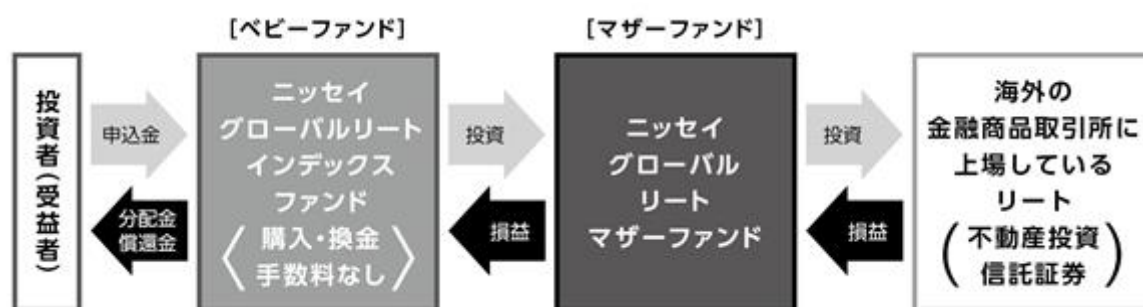 [ベビーファンド]
[マザーファンド]
投資者(受益者)
申込金
分配金
償還金
ニッセイ
グローバルリート
インデックス
ファンド
〈購入・換金
手数料なし〉
投資
損益
ニッセイ
グローバル
リート
マザーファンド
投資
損益
海外の
金融商品取引所に
上場している
リート
(不動産投資
信託証券)